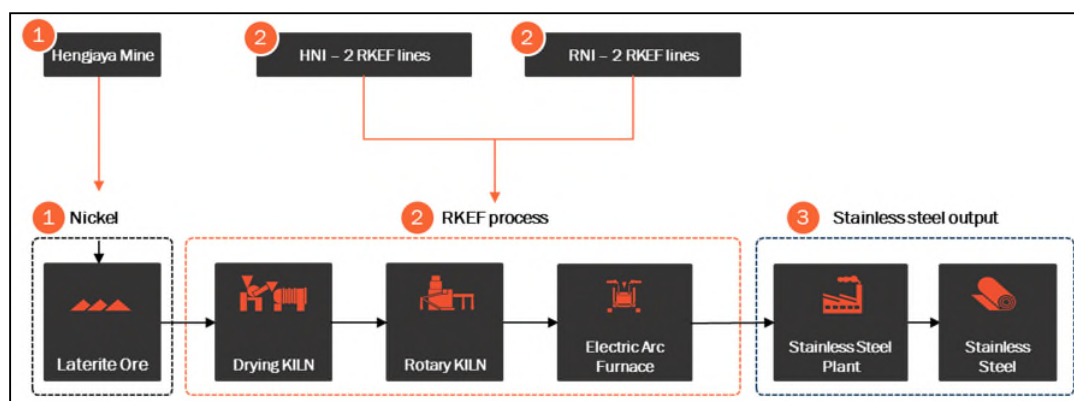 1
Hengjaya Mine
2
HNI – 2 RKEF lines
2
RNI – 2 RKEF lines
1 Nickel
2 RKEF process
3 Stainless steel output
Laterite Ore
Drying KILN
Rotary KILN
Electric Arc
Furnace
Stainless Steel
Plant
Stainless
Steel